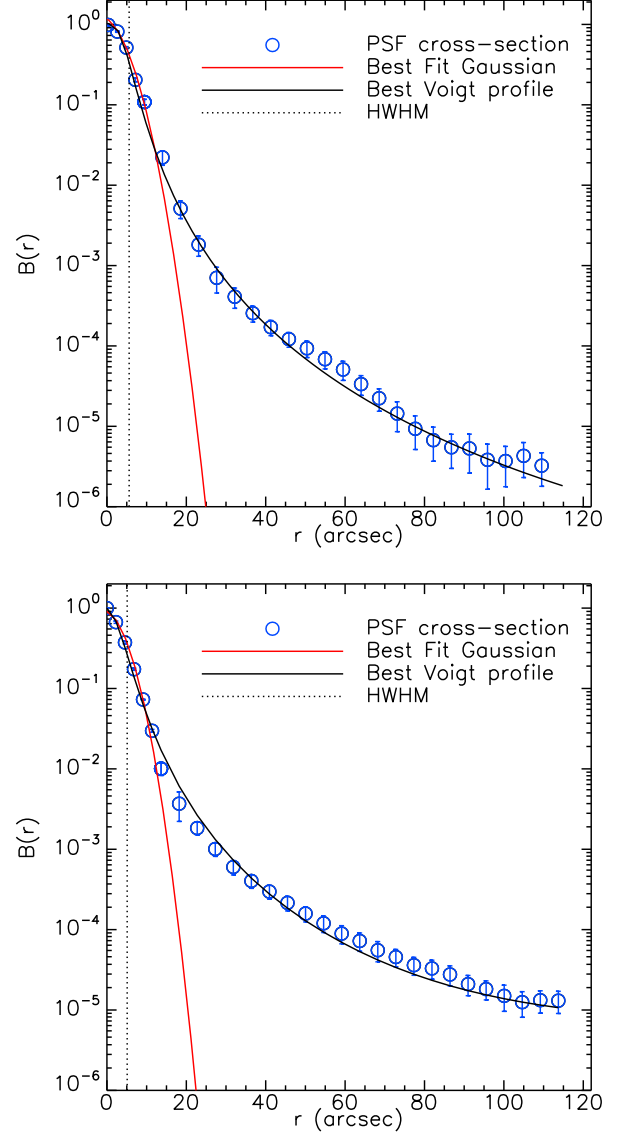 10⁰
10⁻¹
10⁻²
10⁻³
10⁻⁴
10⁻⁵
10⁻⁶
B(r)
PSF cross-section
Best Fit Gaussian
Best Voigt profile
HWHM
0 20 40 60 80 100 120
r (arcsec)
10⁰
10⁻¹
10⁻²
10⁻³
10⁻⁴
10⁻⁵
10⁻⁶
B(r)
PSF cross-section
Best Fit Gaussian
Best Voigt profile
HWHM
0 20 40 60 80 100 120
r (arcsec)